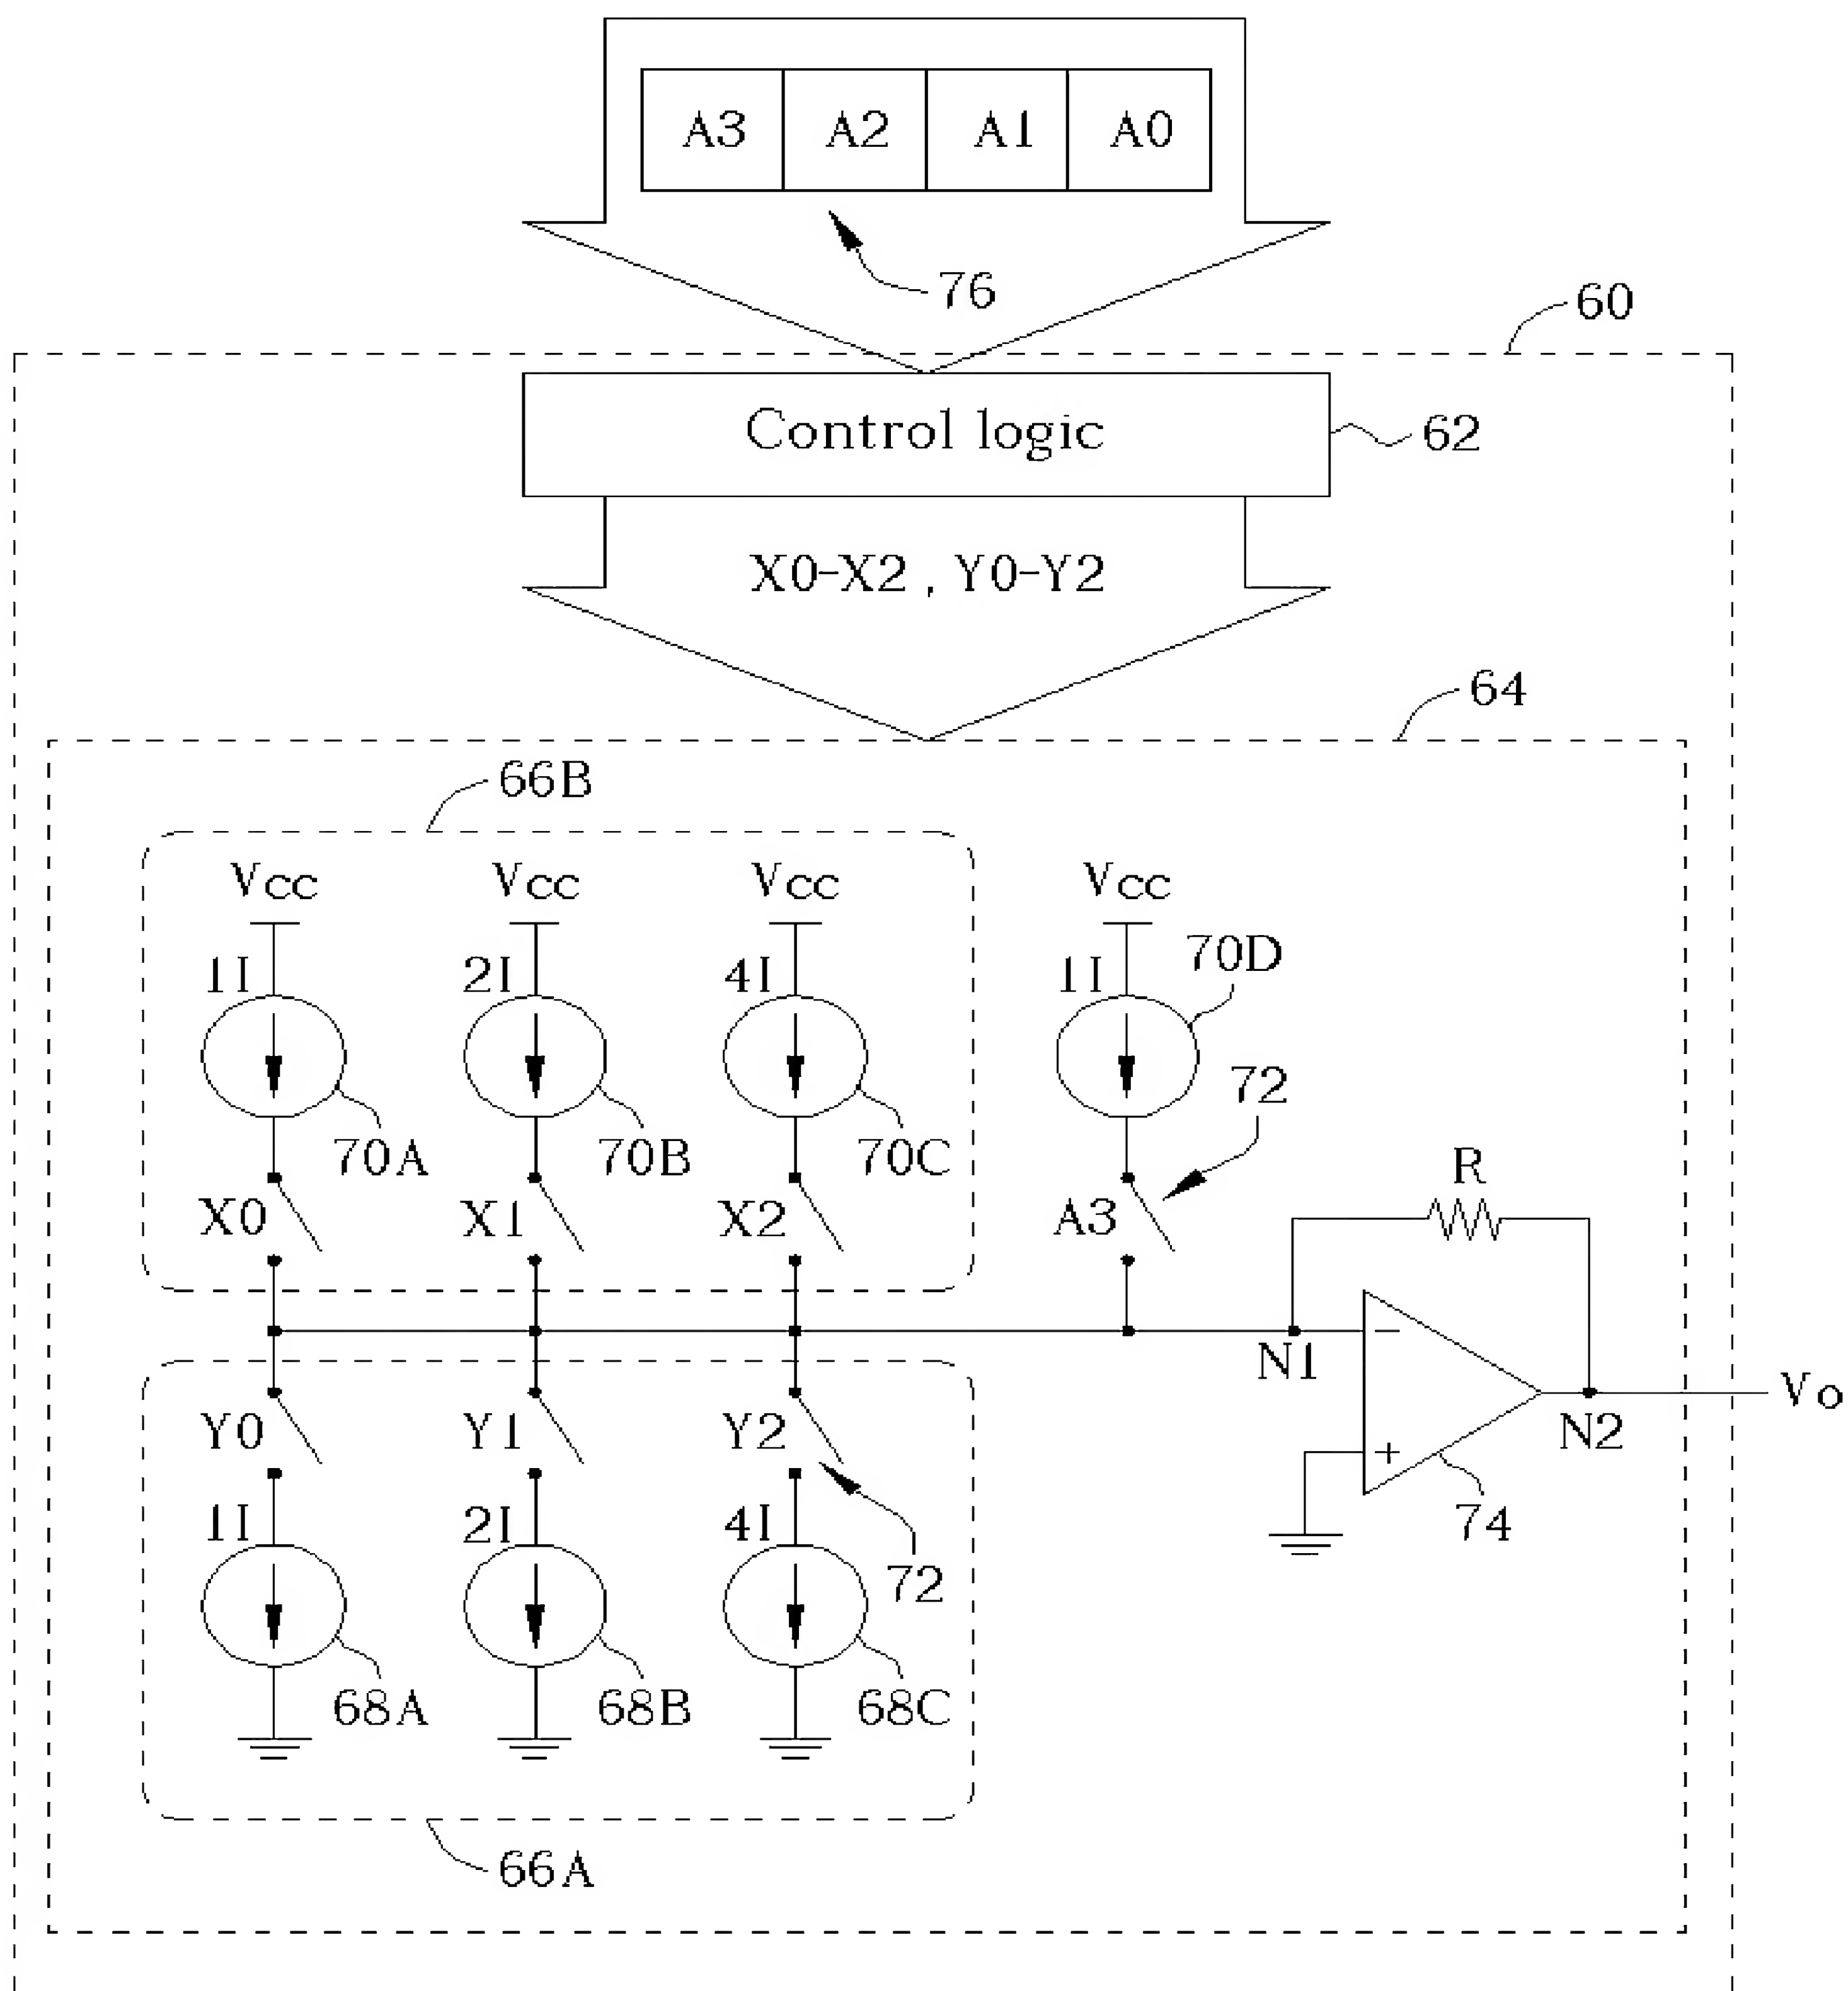 A3 A2 A1 A0
76
60
Control logic
62
X0-X2 , Y0-Y2
64
66B
Vcc Vcc Vcc Vcc
1I 2I 4I 1I 70D
72
70A 70B 70C
R
X0 X1 X2 A3
−
N1
Vo
Y0 Y1 Y2 N2
+
1I 2I 4I 74
72
68A 68B 68C
66A